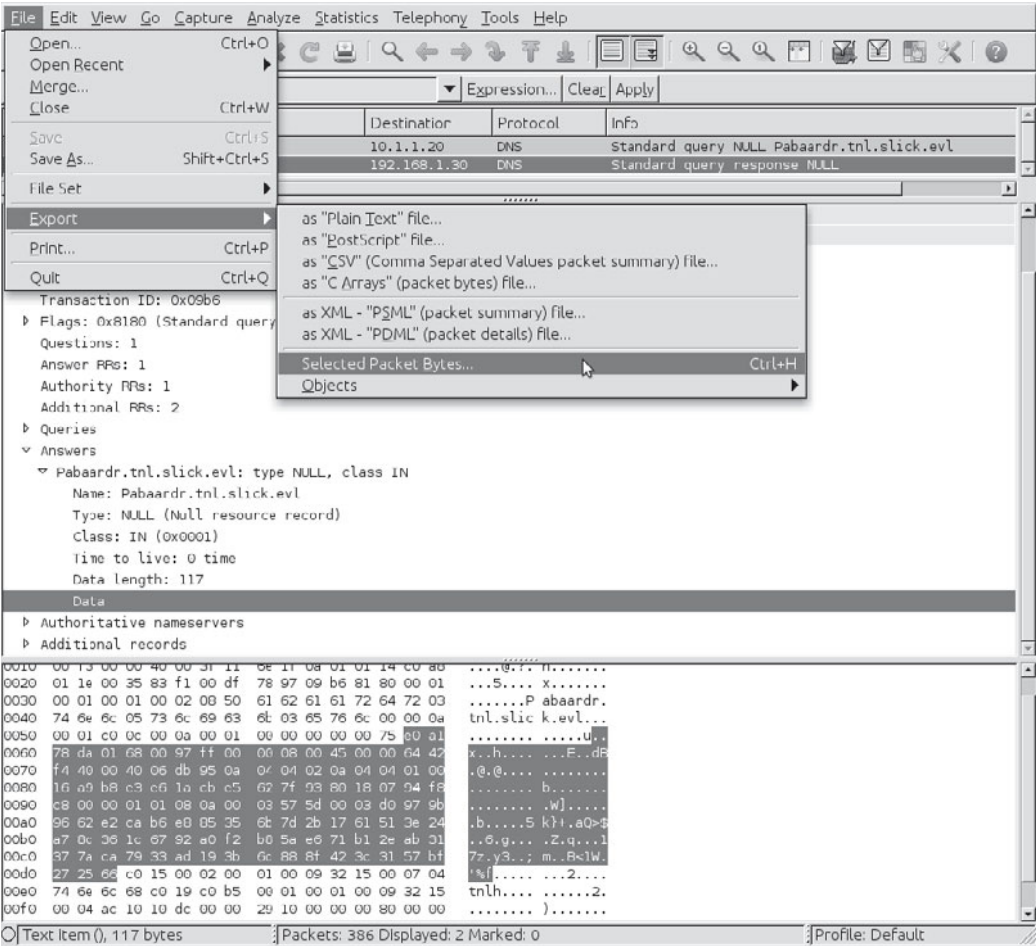 File Edit View Go Capture Analyze Statistics Telephony Tools Help
Open... Ctrl+O
Open Recent
Merge...
Close Ctrl+W
Save Ctrl+S
Save As... Shift+Ctrl+S
File Set
Export
Print... Ctrl+P
Quit Ctrl+Q
Expression... Clear Apply
Destination Protocol Info
10.1.1.20 DNS Standard query NULL Pabaardr.tnl.slick.evl
192.168.1.30 DNS Standard query response NULL
as "Plain Text" file...
as "PostScript" file...
as "CSV" (Comma Separated Values packet summary) file...
as "C Arrays" (packet bytes) file...
as XML - "PSML" (packet summary) file...
as XML - "PDML" (packet details) file...
Selected Packet Bytes... Ctrl+H
Objects
Transaction ID: 0x09b6
Flags: 0x8180 (Standard query
Questions: 1
Answer RRs: 1
Authority RRs: 1
Additional RRs: 2
Queries
Answers
Pabaardr.tnl.slick.evl: type NULL, class IN
Name: Pabaardr.tnl.slick.evl
Type: NULL (Null resource record)
Class: IN (0x0001)
Time to live: 0 time
Data length: 117
Data
Authoritative nameservers
Additional records
0020 01 1e 00 35 83 f1 00 df 78 97 09 b6 81 80 00 01 ...5.... x.......
0030 00 01 00 01 00 02 08 50 61 62 61 61 72 64 72 03 .......P abaardr.
0040 74 6e 6c 05 73 6c 69 63 6b 03 65 76 6c 00 00 0a tnl.slic k.evl...
0050 00 01 c0 0c 00 0a 00 01 00 00 00 00 00 75 e0 a1 ........ .....u..
0060 78 da 01 68 00 97 ff 00 00 08 00 45 00 00 64 42 x..h.... ...E..dB
0070 f4 40 00 40 06 db 95 0a 04 04 02 0a 04 04 01 00 .@.@.... ........
0080 16 a9 b8 c3 c6 1a cb c5 62 7f 93 80 18 07 94 f8 ........ b.......
0090 c8 00 00 01 01 08 0a 00 03 57 5d 00 03 d0 97 9b ........ .W].....
00a0 96 62 e2 ca b6 e8 85 35 6b 7d 2b 17 61 51 3e 24 .b.....5 k}+.aQ>$
00b0 a7 8c 36 1c 67 92 a0 f2 b8 5a e6 71 b1 2e ab 31 ..6.g... .Z.q...1
00c0 37 7a ca 79 33 ad 19 3b 6c 88 8f 42 3c 31 57 bf 7z.y3..;
00d0 27 25 66 c0 15 00 02 00 01 00 09 32 15 00 07 04 '%f..... ...2....
00e0 74 6e 6c 68 c0 19 c0 b5 00 01 00 01 00 09 32 15 tnlh.... ......2.
00f0 00 04 ac 10 10 dc 00 00 29 10 00 00 00 80 00 00 ........ ).......
Text item (), 117 bytes Packets: 386 Displayed: 2 Marked: 0 Profile: Default